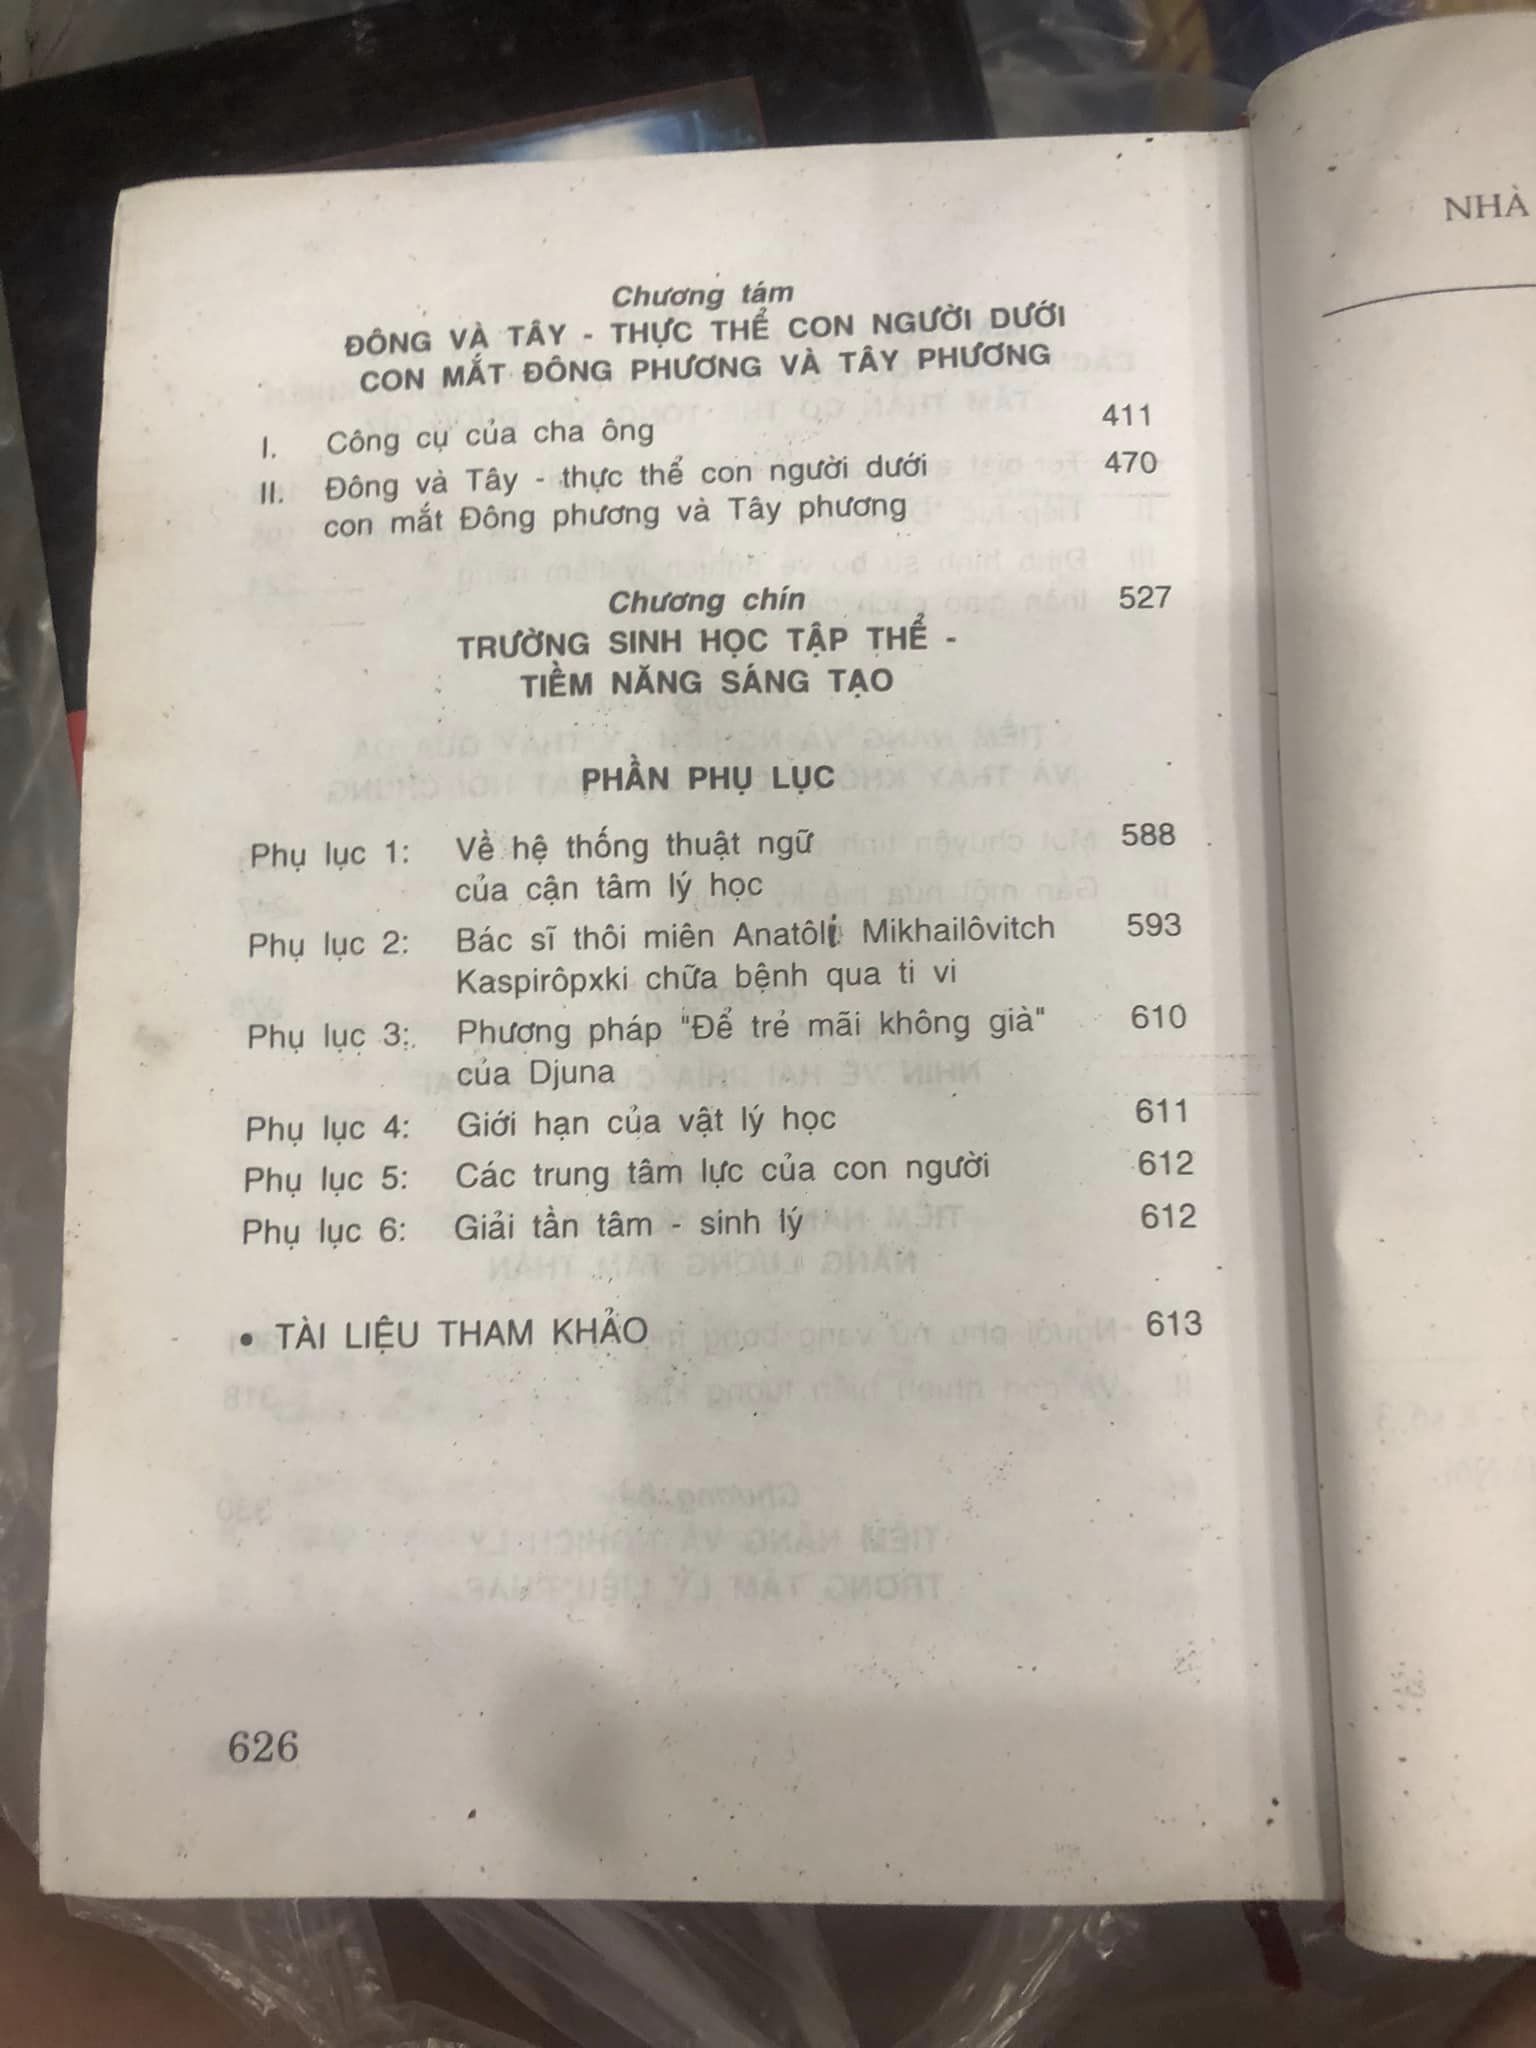 Chương tám
ĐÔNG VÀ TÂY - THỰC THỂ CON NGƯỜI DƯỚI
CON MẮT ĐÔNG PHƯƠNG VÀ TÂY PHƯƠNG
I. Công cụ của cha ông 411
II. Đông và Tây - thực thể con người dưới 470
con mắt Đông phương và Tây phương
Chương chín 527
TRƯỜNG SINH HỌC TẬP THỂ -
TIỀM NĂNG SÁNG TẠO
PHẦN PHỤ LỤC
Phụ lục 1: Về hệ thống thuật ngữ 588
của cận tâm lý học
Phụ lục 2: Bác sĩ thôi miên Anatôli Mikhailôvitch 593
Kaspirôpxki chữa bệnh qua ti vi
Phụ lục 3: Phương pháp "Để trẻ mãi không già" 610
của Djuna
Phụ lục 4: Giới hạn của vật lý học 611
Phụ lục 5: Các trung tâm lực của con người 612
Phụ lục 6: Giải tần tâm - sinh lý 612
• TÀI LIỆU THAM KHẢO 613
626
NHÀ